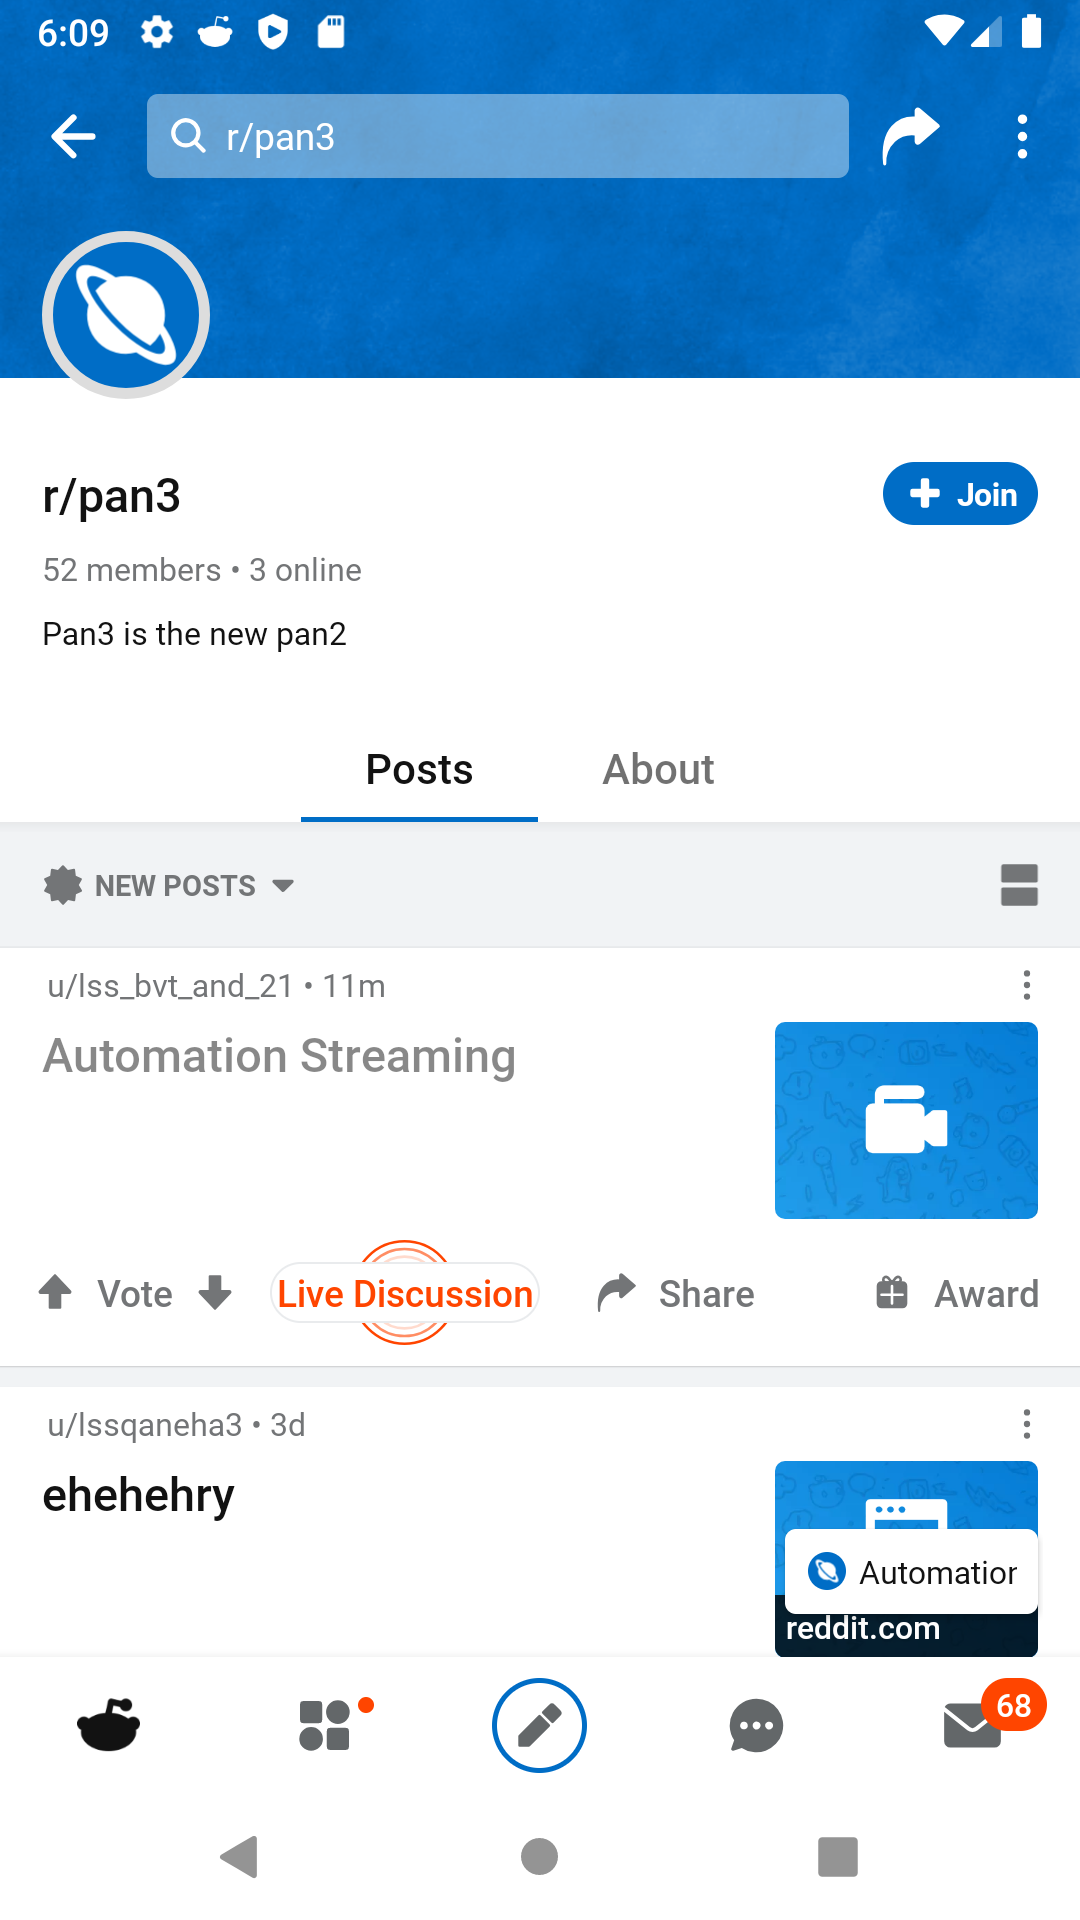 6:09
r/pan3
r/pan3
Join
52 members • 3 online
Pan3 is the new pan2
Posts
About
NEW POSTS
u/lss_bvt_and_21 • 11m
Automation Streaming
Vote
Live Discussion
Share
Award
u/lssqaneha3 • 3d
ehehehry
Automatior
reddit.com
68